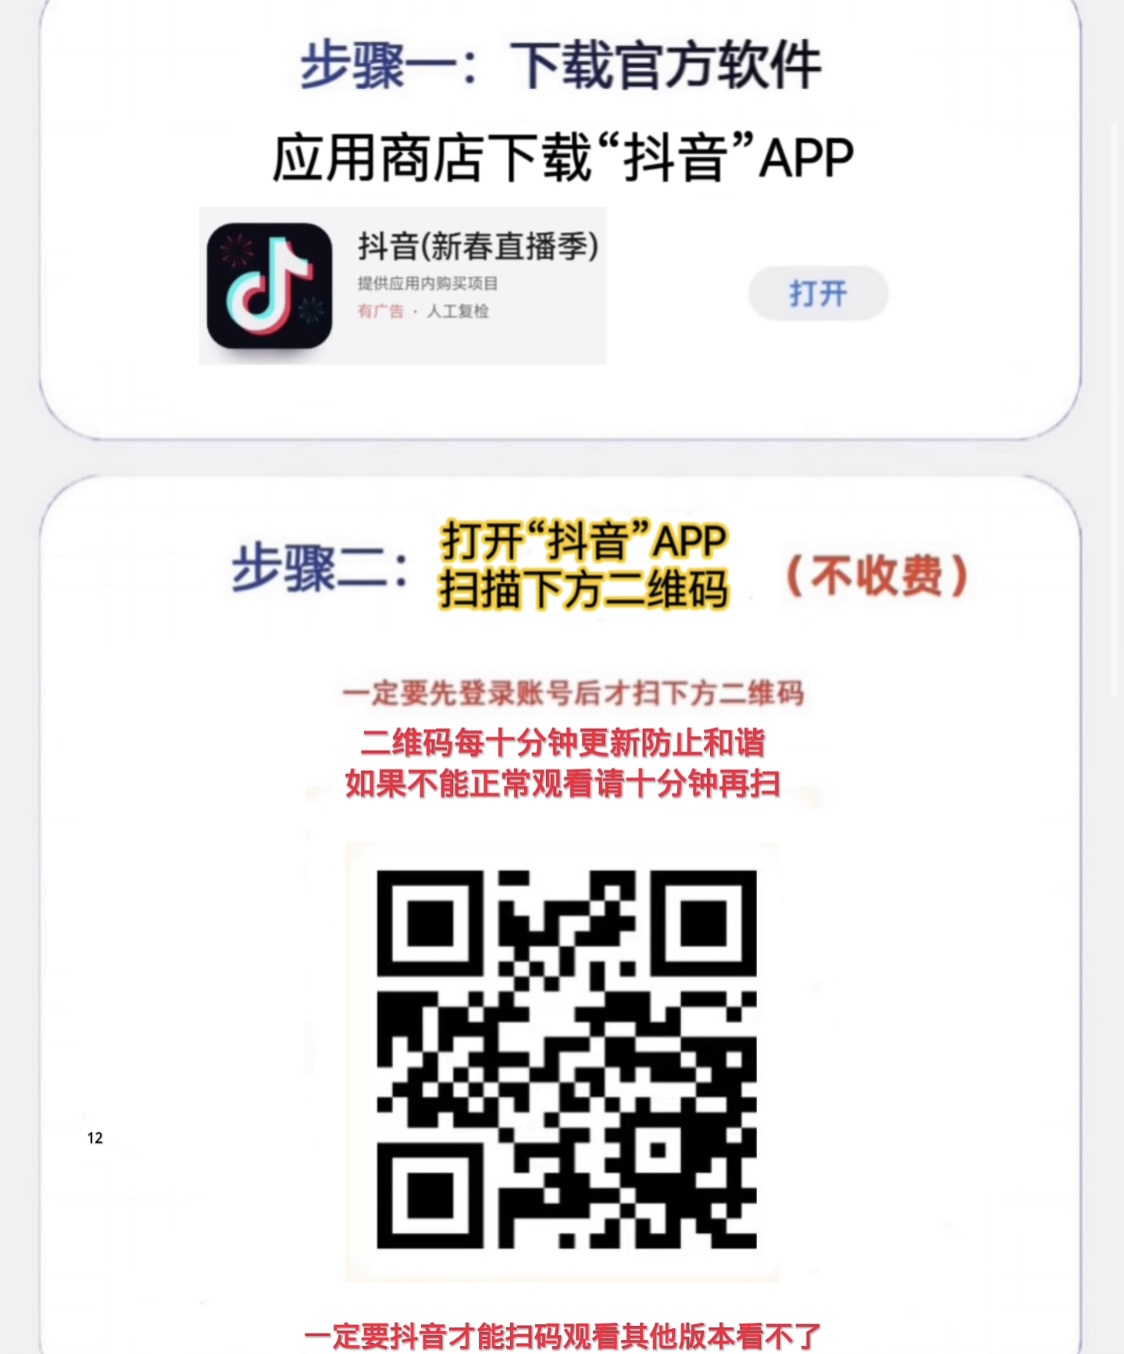 步骤一：下载官方软件
应用商店下载“抖音”APP
抖音(新春直播季)
提供应用内购买项目
有广告 · 人工复检
打开
步骤二：
打开“抖音”APP
扫描下方二维码
（不收费）
一定要先登录账号后才扫下方二维码
二维码每十分钟更新防止和谐
如果不能正常观看请十分钟再扫
12
一定要抖音才能扫码观看其他版本看不了